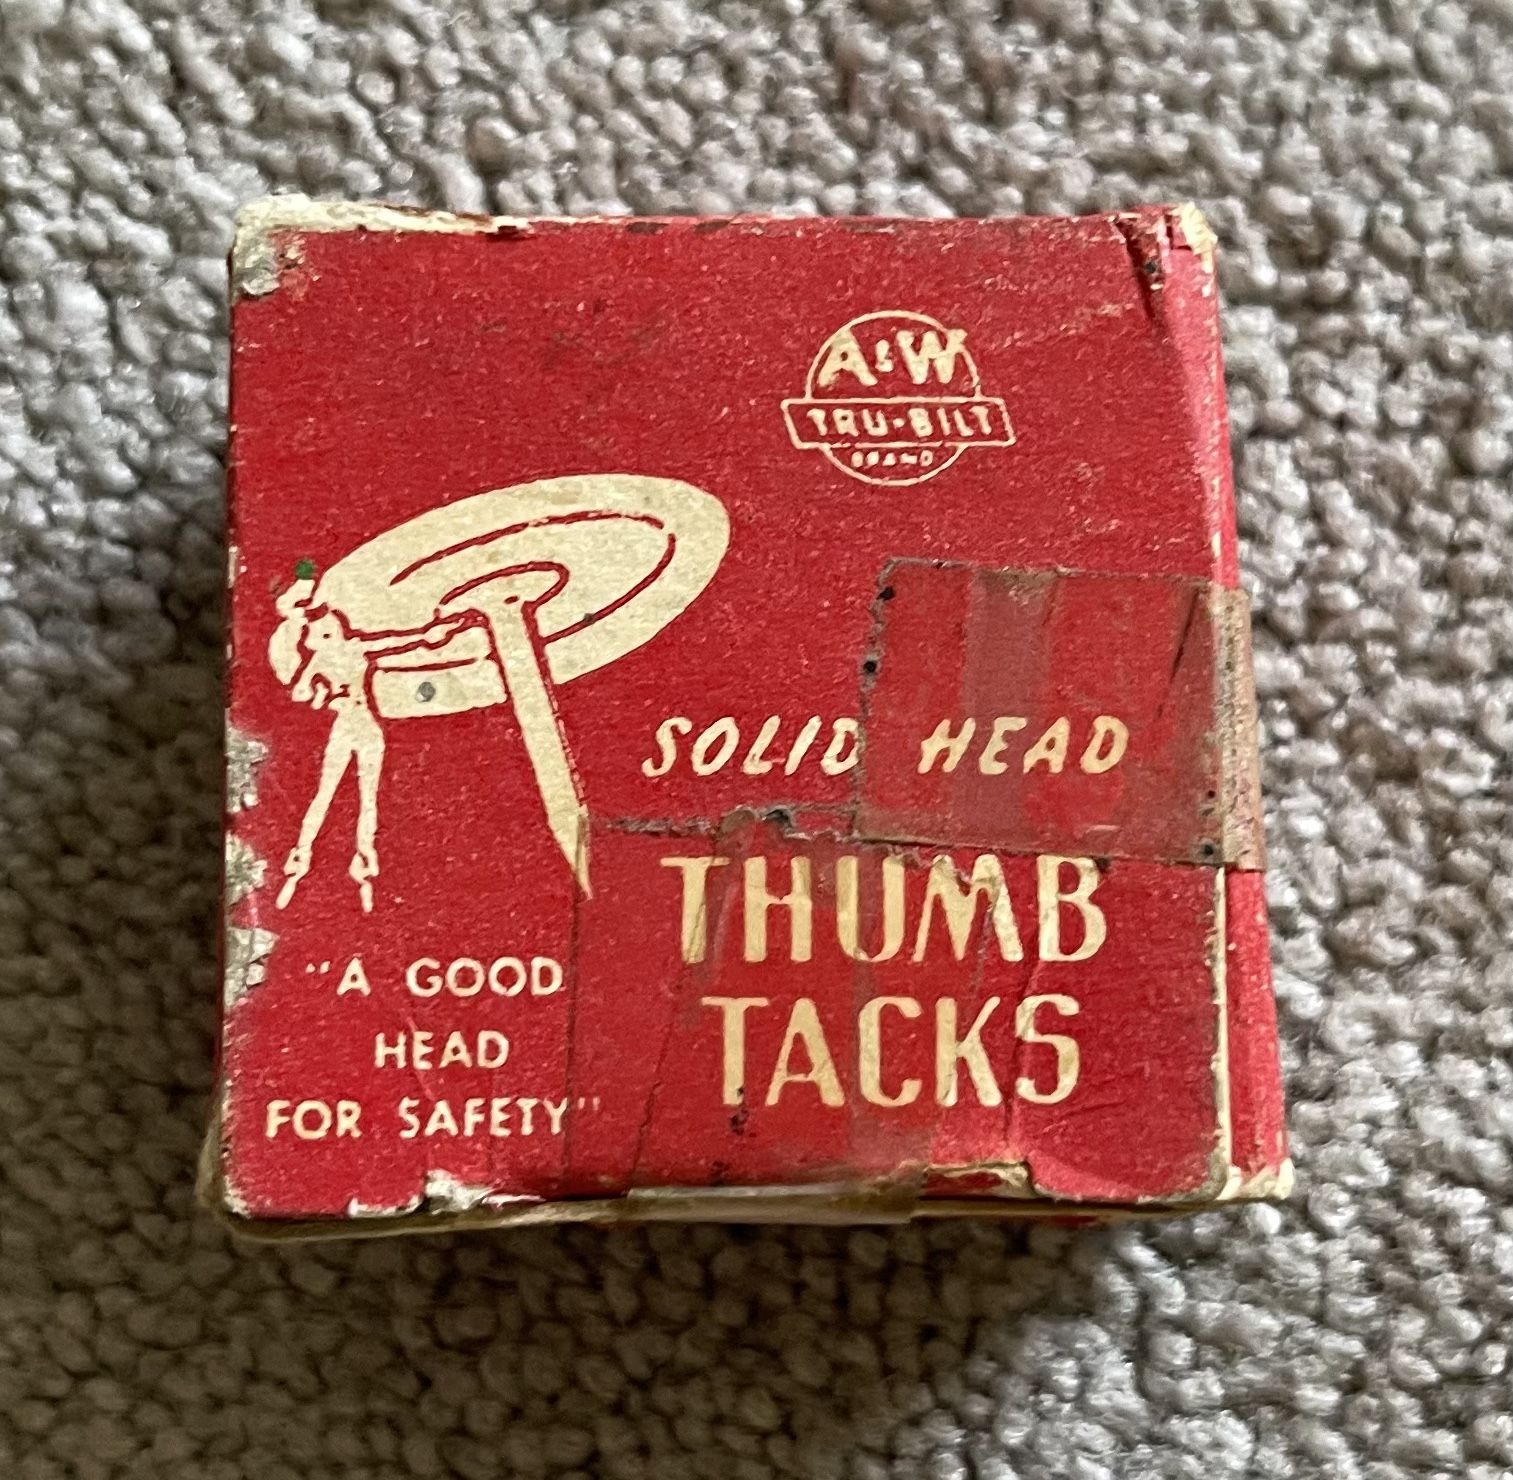 A&W
TRU-BILT
BRAND
SOLID HEAD
THUMB
TACKS
"A GOOD
HEAD
FOR SAFETY"